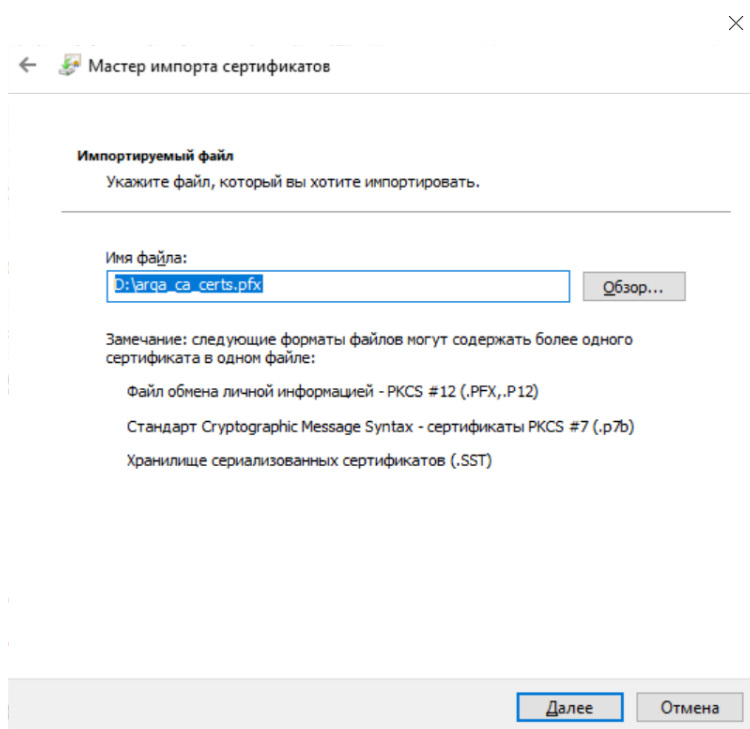 Мастер импорта сертификатов
Импортируемый файл
Укажите файл, который вы хотите импортировать.
Имя файла:
D:\arqa_ca_certs.pfx
Обзор...
Замечание: следующие форматы файлов могут содержать более одного
сертификата в одном файле:
Файл обмена личной информацией - PKCS #12 (.PFX,.P12)
Стандарт Cryptographic Message Syntax - сертификаты PKCS #7 (.p7b)
Хранилище сериализованных сертификатов (.SST)
Далее
Отмена